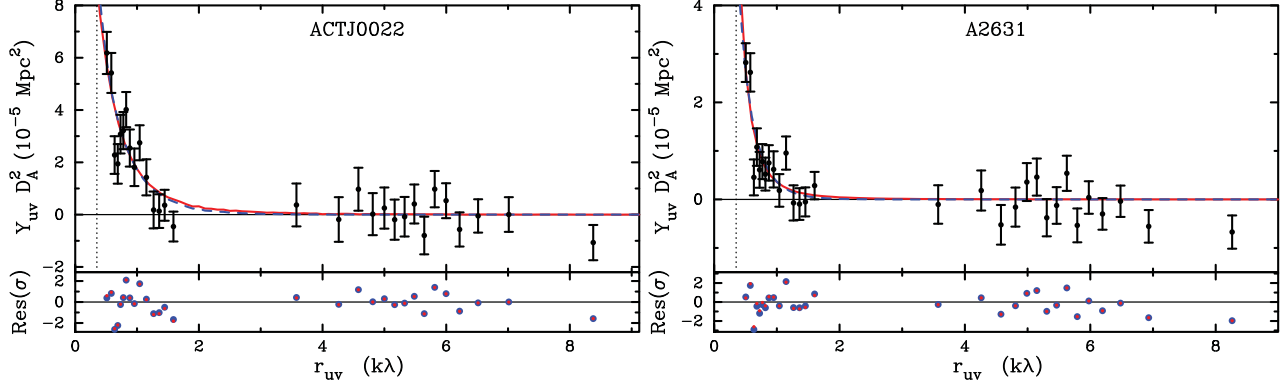 ACTJ0022
8
6
4
2
0
−2
Y_uv D_A^2 (10^-5 Mpc^2)
2
0
−2
Res(σ)
0 2 4 6 8
r_uv (kλ)
A2631
4
2
0
Y_uv D_A^2 (10^-5 Mpc^2)
2
0
−2
Res(σ)
0 2 4 6 8
r_uv (kλ)